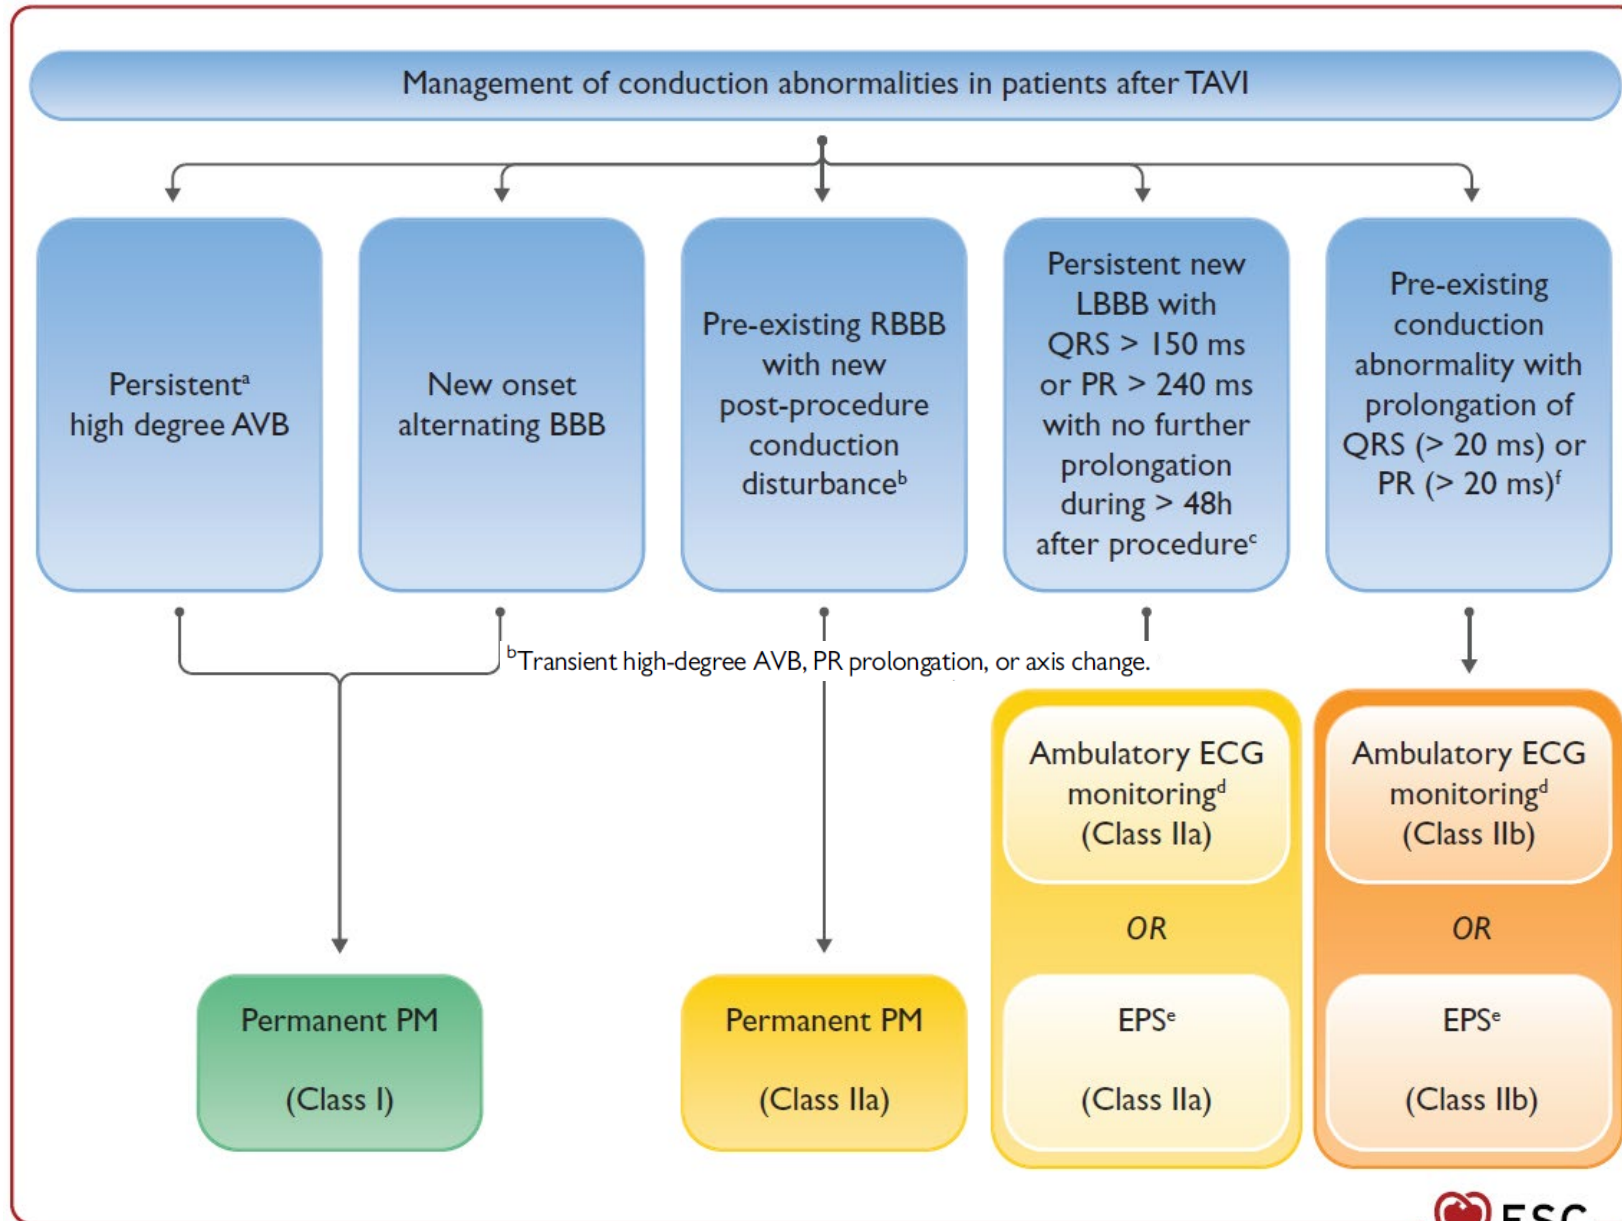 Management of conduction abnormalities in patients after TAVI
Persistentᵃ
high degree AVB
New onset
alternating BBB
Pre-existing RBBB
with new
post-procedure
conduction
disturbanceᵇ
Persistent new
LBBB with
QRS > 150 ms
or PR > 240 ms
with no further
prolongation
during > 48h
after procedureᶜ
Pre-existing
conduction
abnormality with
prolongation of
QRS (> 20 ms) or
PR (> 20 ms)ᶠ
ᵇTransient high-degree AVB, PR prolongation, or axis change.
Permanent PM
(Class I)
Permanent PM
(Class IIa)
Ambulatory ECG
monitoringᵈ
(Class IIa)
OR
EPSᵉ
(Class IIa)
Ambulatory ECG
monitoringᵈ
(Class IIb)
OR
EPSᵉ
(Class IIb)
ESC